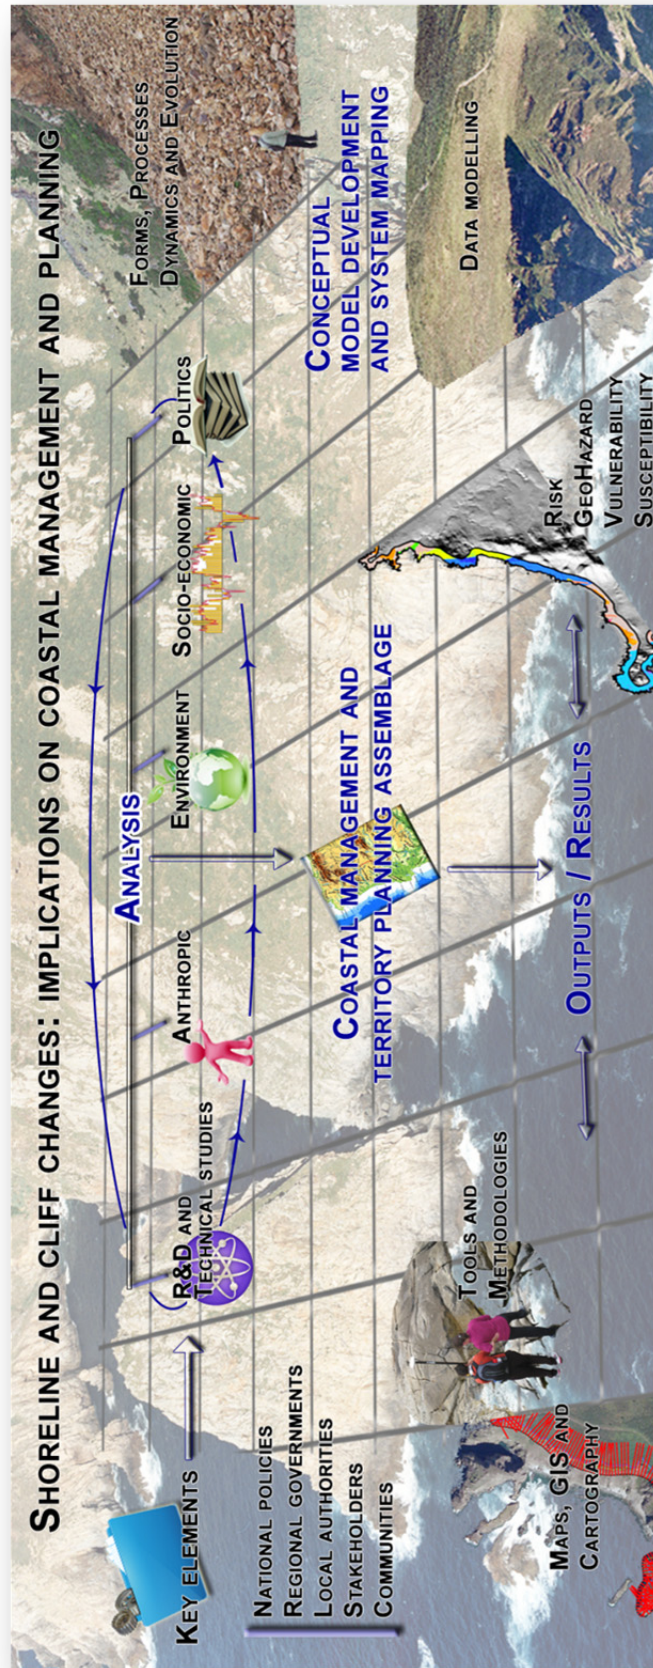 SHORELINE AND CLIFF CHANGES: IMPLICATIONS ON COASTAL MANAGEMENT AND PLANNING
KEY ELEMENTS
NATIONAL POLICIES
REGIONAL GOVERNMENTS
LOCAL AUTHORITIES
STAKEHOLDERS
COMMUNITIES
ANALYSIS
R&D AND
TECHNICAL STUDIES
ANTHROPIC
ENVIRONMENT
SOCIO-ECONOMIC
POLITICS
FORMS, PROCESSES
DYNAMICS AND EVOLUTION
CONCEPTUAL
MODEL DEVELOPMENT
AND SYSTEM MAPPING
COASTAL MANAGEMENT AND
TERRITORY PLANNING ASSEMBLAGE
DATA MODELLING
TOOLS AND
METHODOLOGIES
MAPS, GIS AND
CARTOGRAPHY
OUTPUTS / RESULTS
RISK
GEOHAZARD
VULNERABILITY
SUSCEPTIBILITY